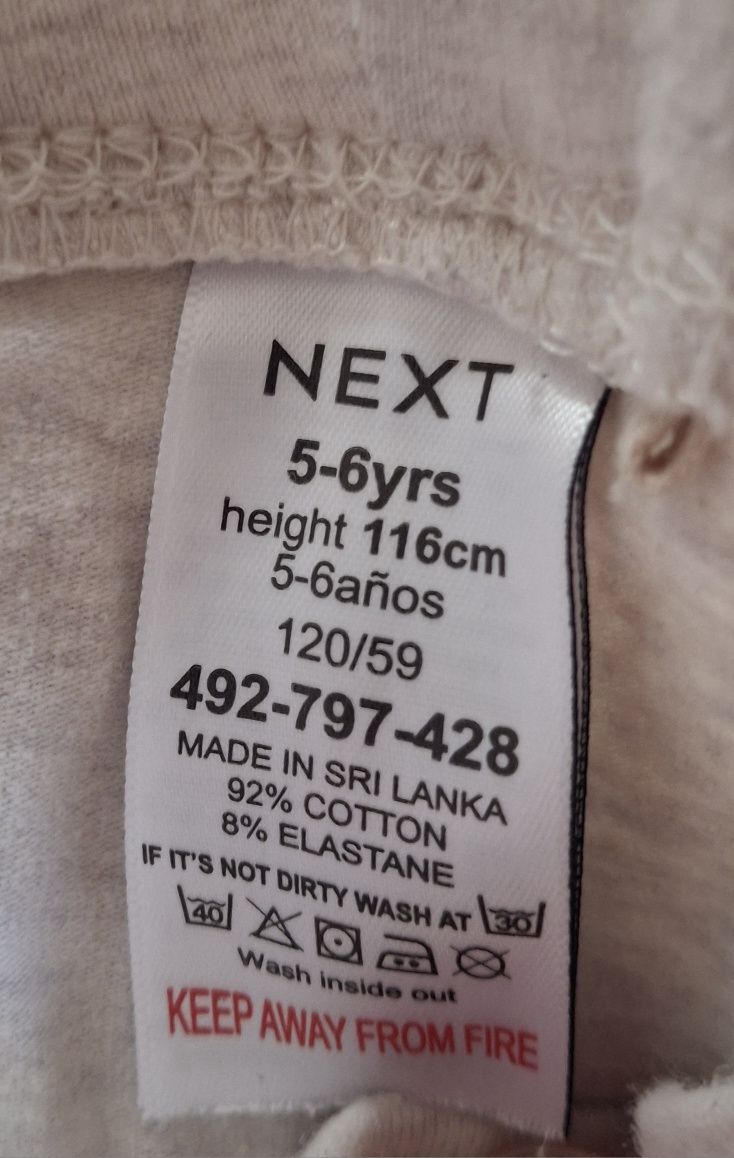 NEXT
5-6yrs
height 116cm
5-6años
120/59
492-797-428
MADE IN SRI LANKA
92% COTTON
8% ELASTANE
IF IT'S NOT DIRTY WASH AT 30
40
Wash inside out
KEEP AWAY FROM FIRE